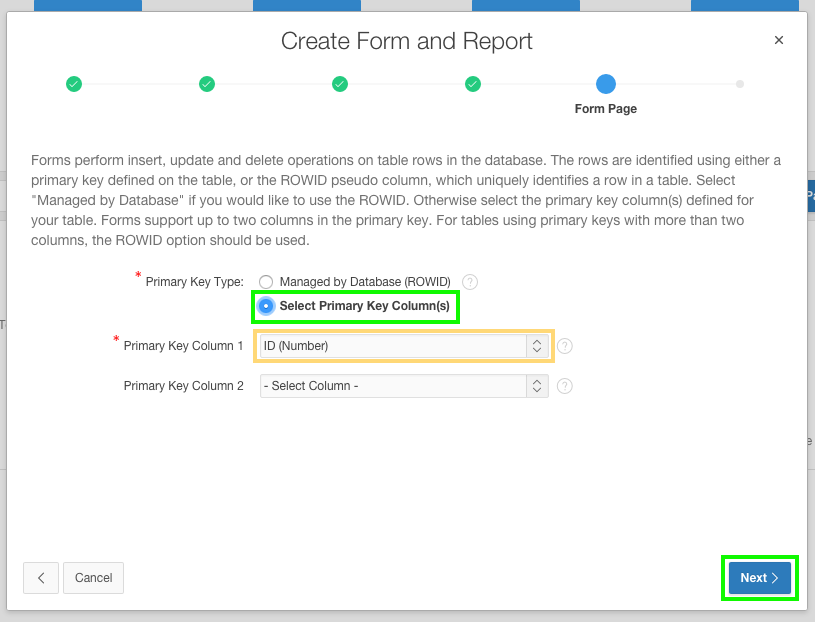 Create Form and Report
Form Page
Forms perform insert, update and delete operations on table rows in the database. The rows are identified using either a
primary key defined on the table, or the ROWID pseudo column, which uniquely identifies a row in a table. Select
"Managed by Database" if you would like to use the ROWID. Otherwise select the primary key column(s) defined for
your table. Forms support up to two columns in the primary key. For tables using primary keys with more than two
columns, the ROWID option should be used.
* Primary Key Type: Managed by Database (ROWID) ?
Select Primary Key Column(s)
* Primary Key Column 1 ID (Number) ?
Primary Key Column 2 - Select Column - ?
Cancel
Next